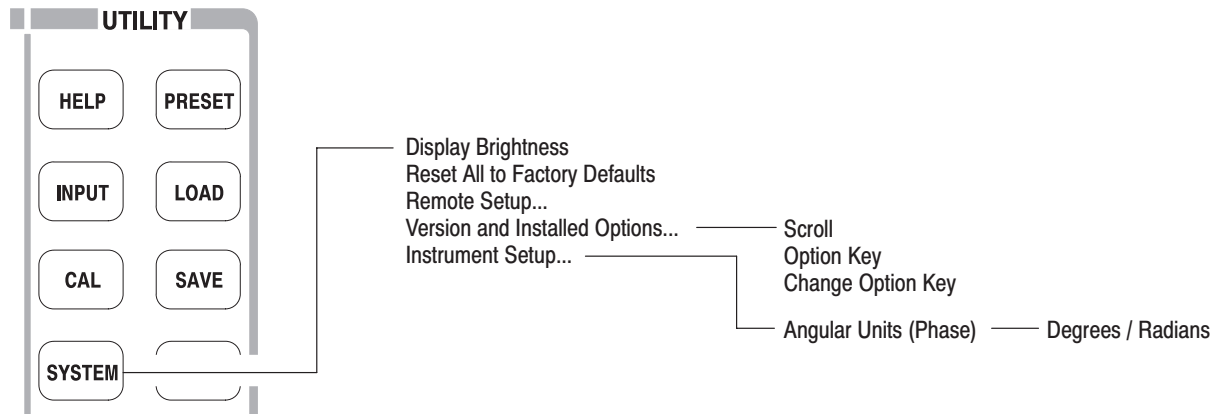 UTILITY
HELP
PRESET
INPUT
LOAD
CAL
SAVE
SYSTEM
Display Brightness
Reset All to Factory Defaults
Remote Setup...
Version and Installed Options...
Instrument Setup...
Scroll
Option Key
Change Option Key
Angular Units (Phase)
Degrees / Radians